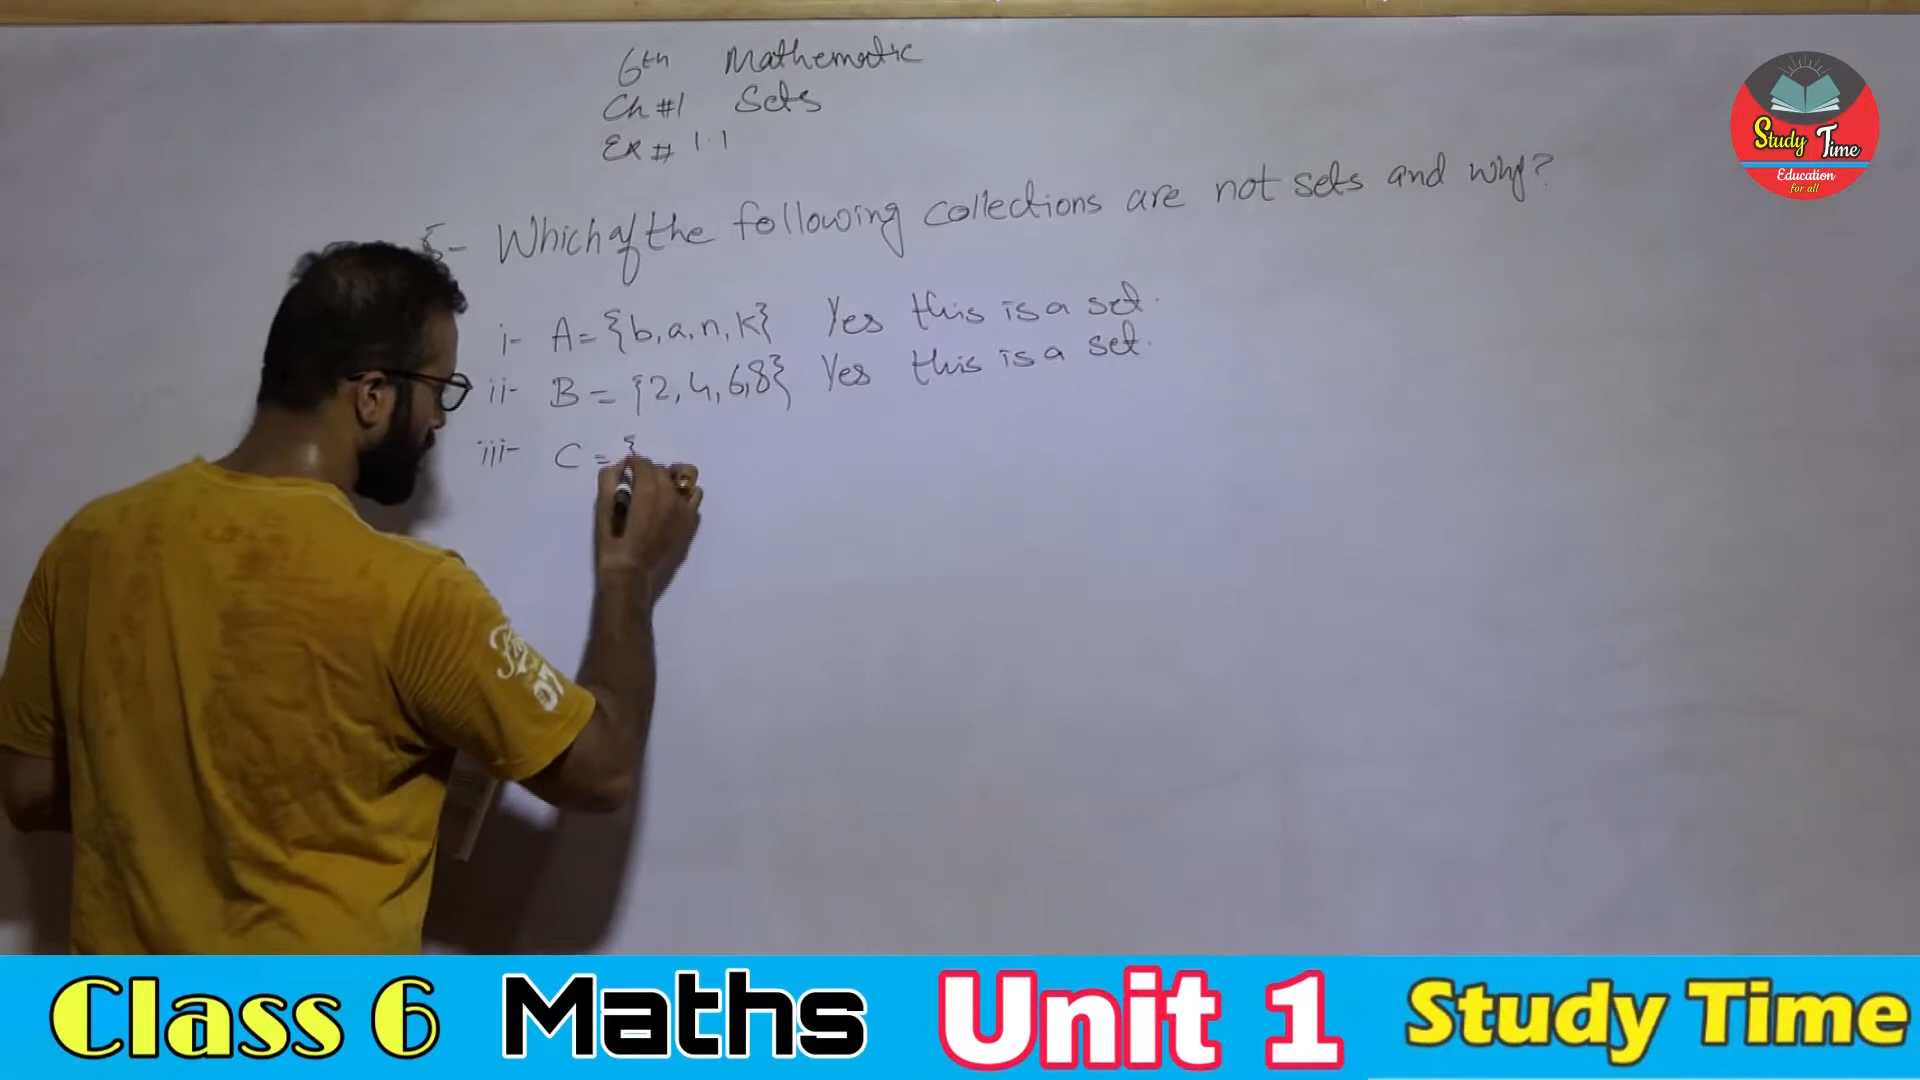 6th Mathematic
Ch #1 Sets
Ex # 1.1
5- Which of the following collections are not sets and why?
i- A = {b, a, n, k} Yes this is a set.
ii- B = {2, 4, 6, 8} Yes this is a set.
iii- C = {
Study Time
Education
for all
07
Class 6 Maths Unit 1 Study Time